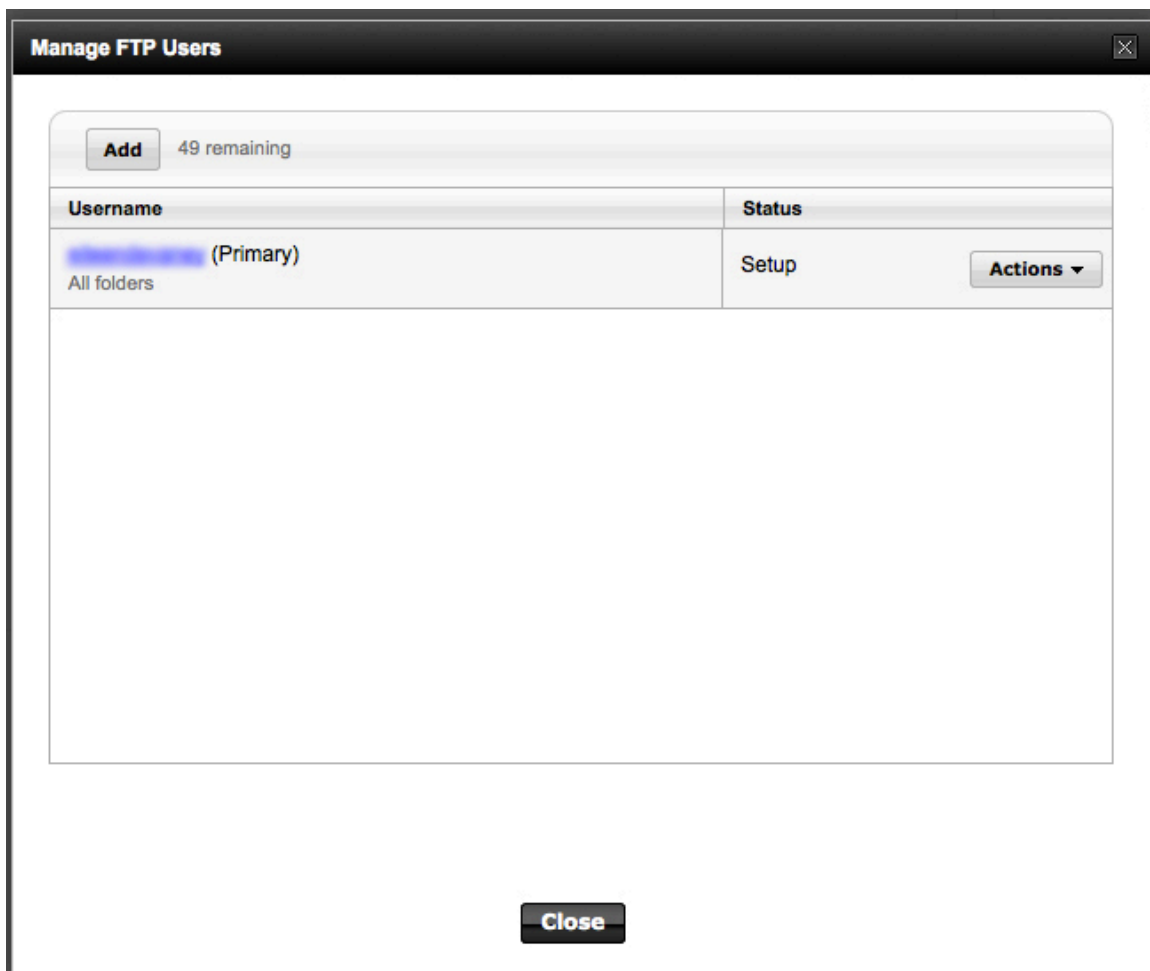 Manage FTP Users
Add 49 remaining
Username Status
(Primary) Setup Actions
All folders
Close